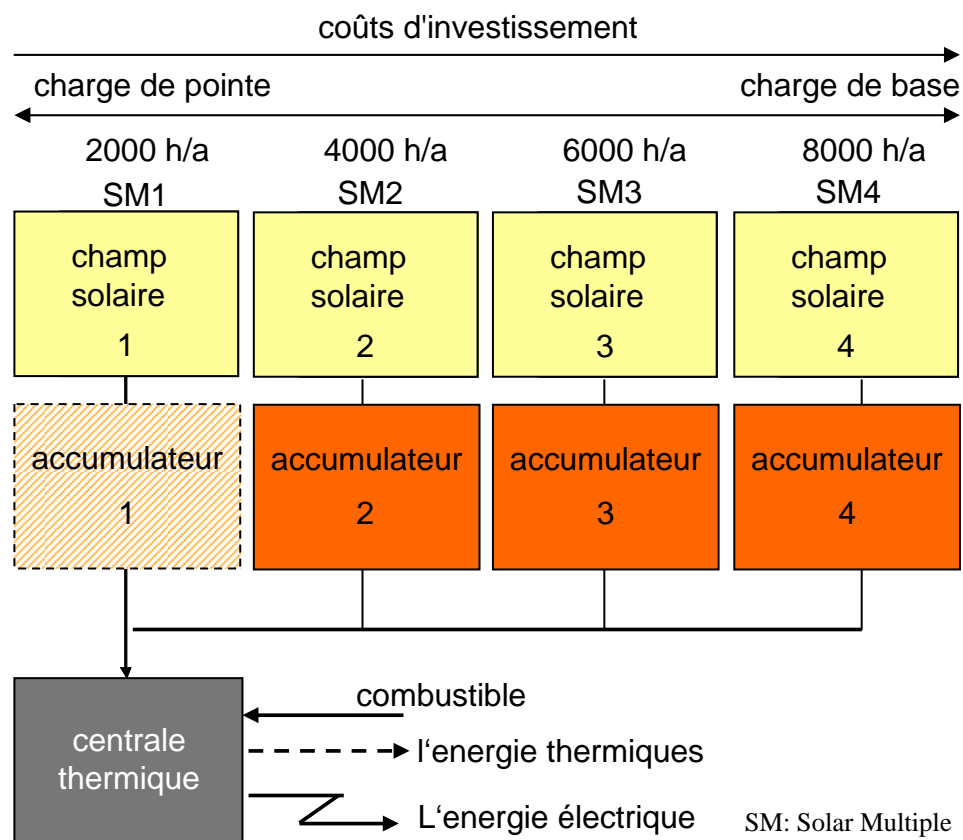 coûts d'investissement
charge de pointe
charge de base
2000 h/a
4000 h/a
6000 h/a
8000 h/a
SM1
SM2
SM3
SM4
champ
solaire
1
champ
solaire
2
champ
solaire
3
champ
solaire
4
accumulateur
1
accumulateur
2
accumulateur
3
accumulateur
4
centrale
thermique
combustible
l‘energie thermiques
L‘energie électrique
SM: Solar Multiple